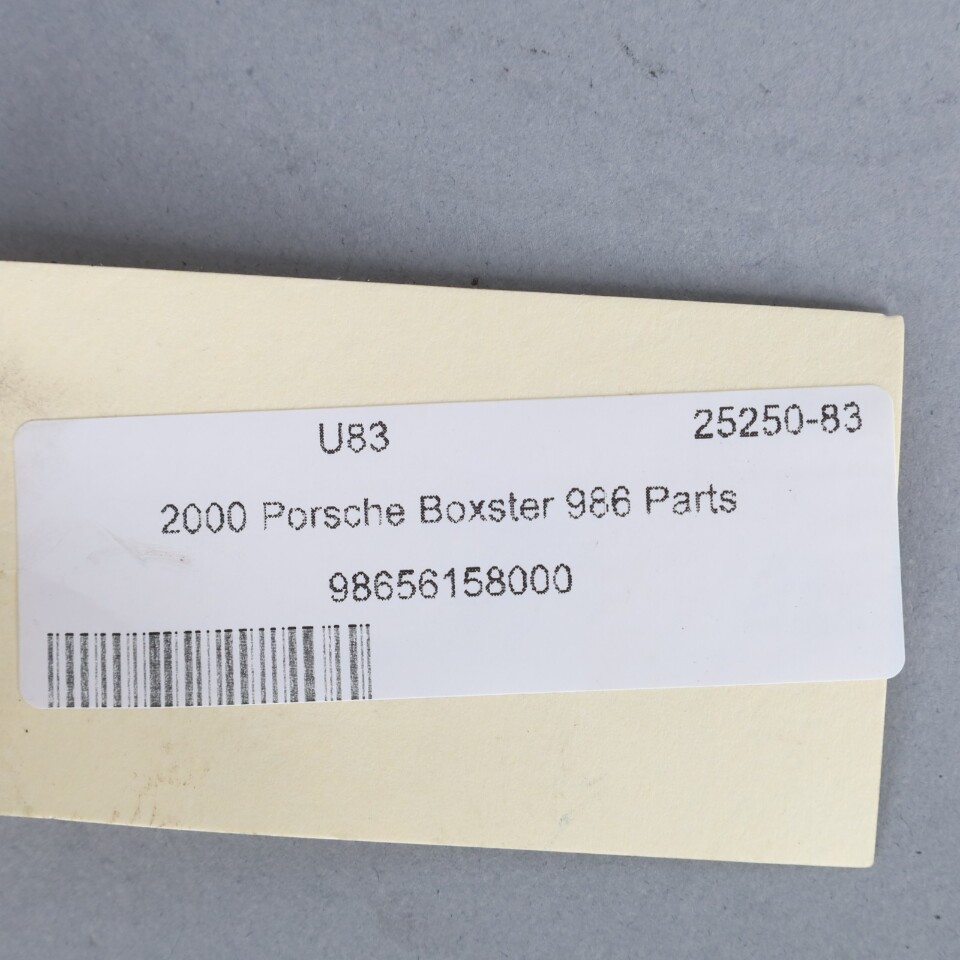 U83 25250-83
2000 Porsche Boxster 986 Parts
98656158000